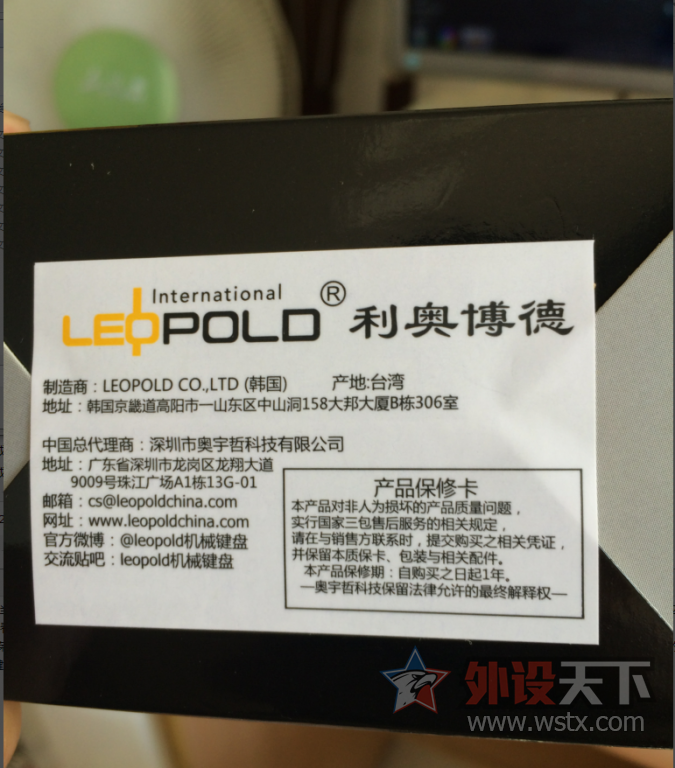 International
LEOPOLD® 利奥博德
制造商：LEOPOLD CO.,LTD (韩国) 产地:台湾
地址：韩国京畿道高阳市一山东区中山洞158大邦大厦B栋306室
中国总代理商：深圳市奥宇哲科技有限公司
地址：广东省深圳市龙岗区龙翔大道
9009号珠江广场A1栋13G-01
邮箱：cs@leopoldchina.com
网址：www.leopoldchina.com
官方微博：@leopold机械键盘
交流贴吧：leopold机械键盘
产品保修卡
本产品对非人为损坏的产品质量问题，
实行国家三包售后服务的相关规定，
请在与销售方联系时，提交购买之相关凭证，
并保留本质保卡、包装与相关配件。
本产品保修期：自购买之日起1年。
—奥宇哲科技保留法律允许的最终解释权—
外设天下
www.wstx.com